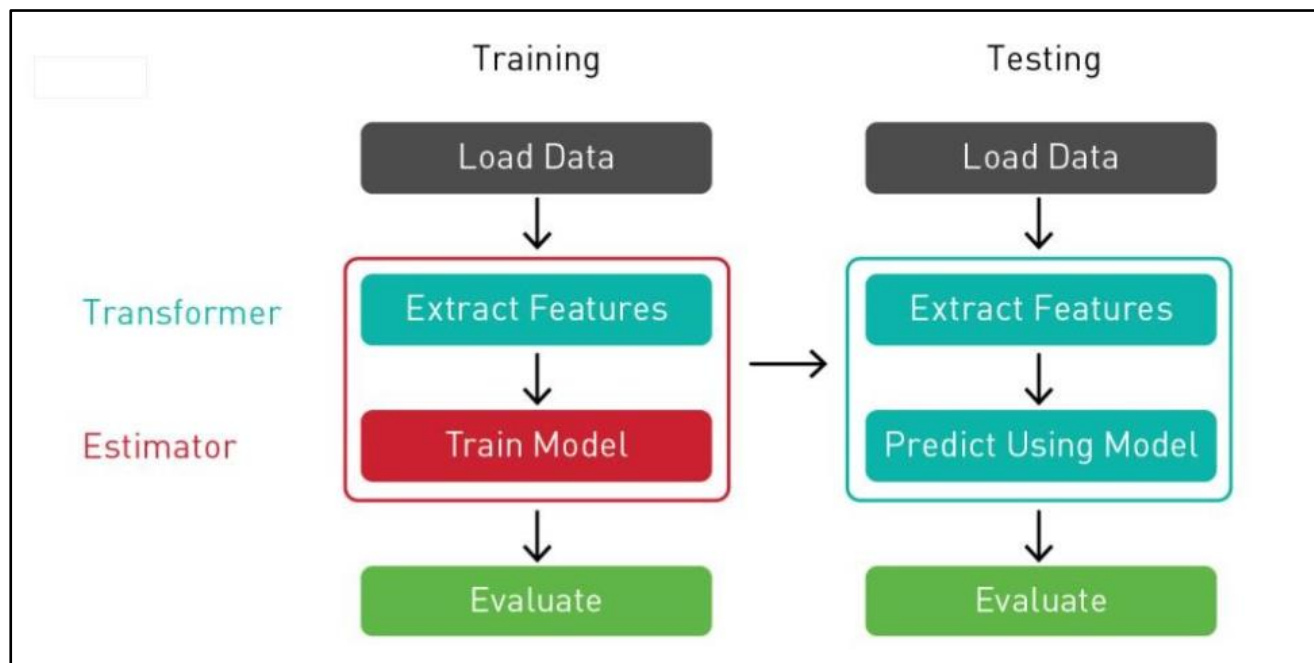 Training
Testing
Load Data
Load Data
Transformer
Extract Features
Extract Features
Estimator
Train Model
Predict Using Model
Evaluate
Evaluate